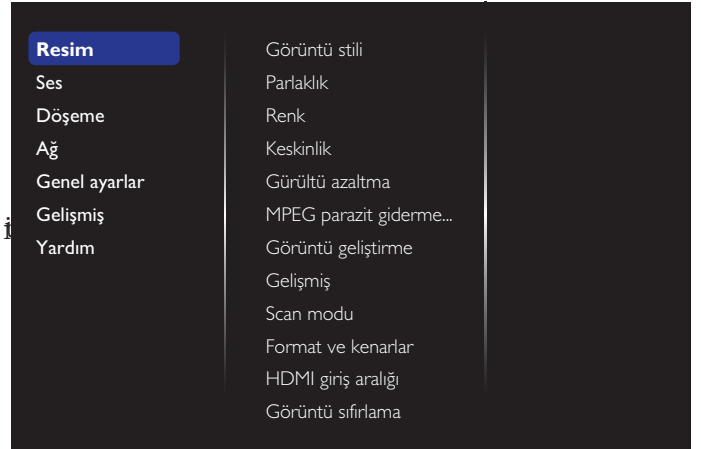 Resim
Ses
Döşeme
Ağ
Genel ayarlar
Gelişmiş
Yardım
Görüntü stili
Parlaklık
Renk
Keskinlik
Gürültü azaltma
MPEG parazit giderme...
Görüntü geliştirme
Gelişmiş
Scan modu
Format ve kenarlar
HDMI giriş aralığı
Görüntü sıfırlama